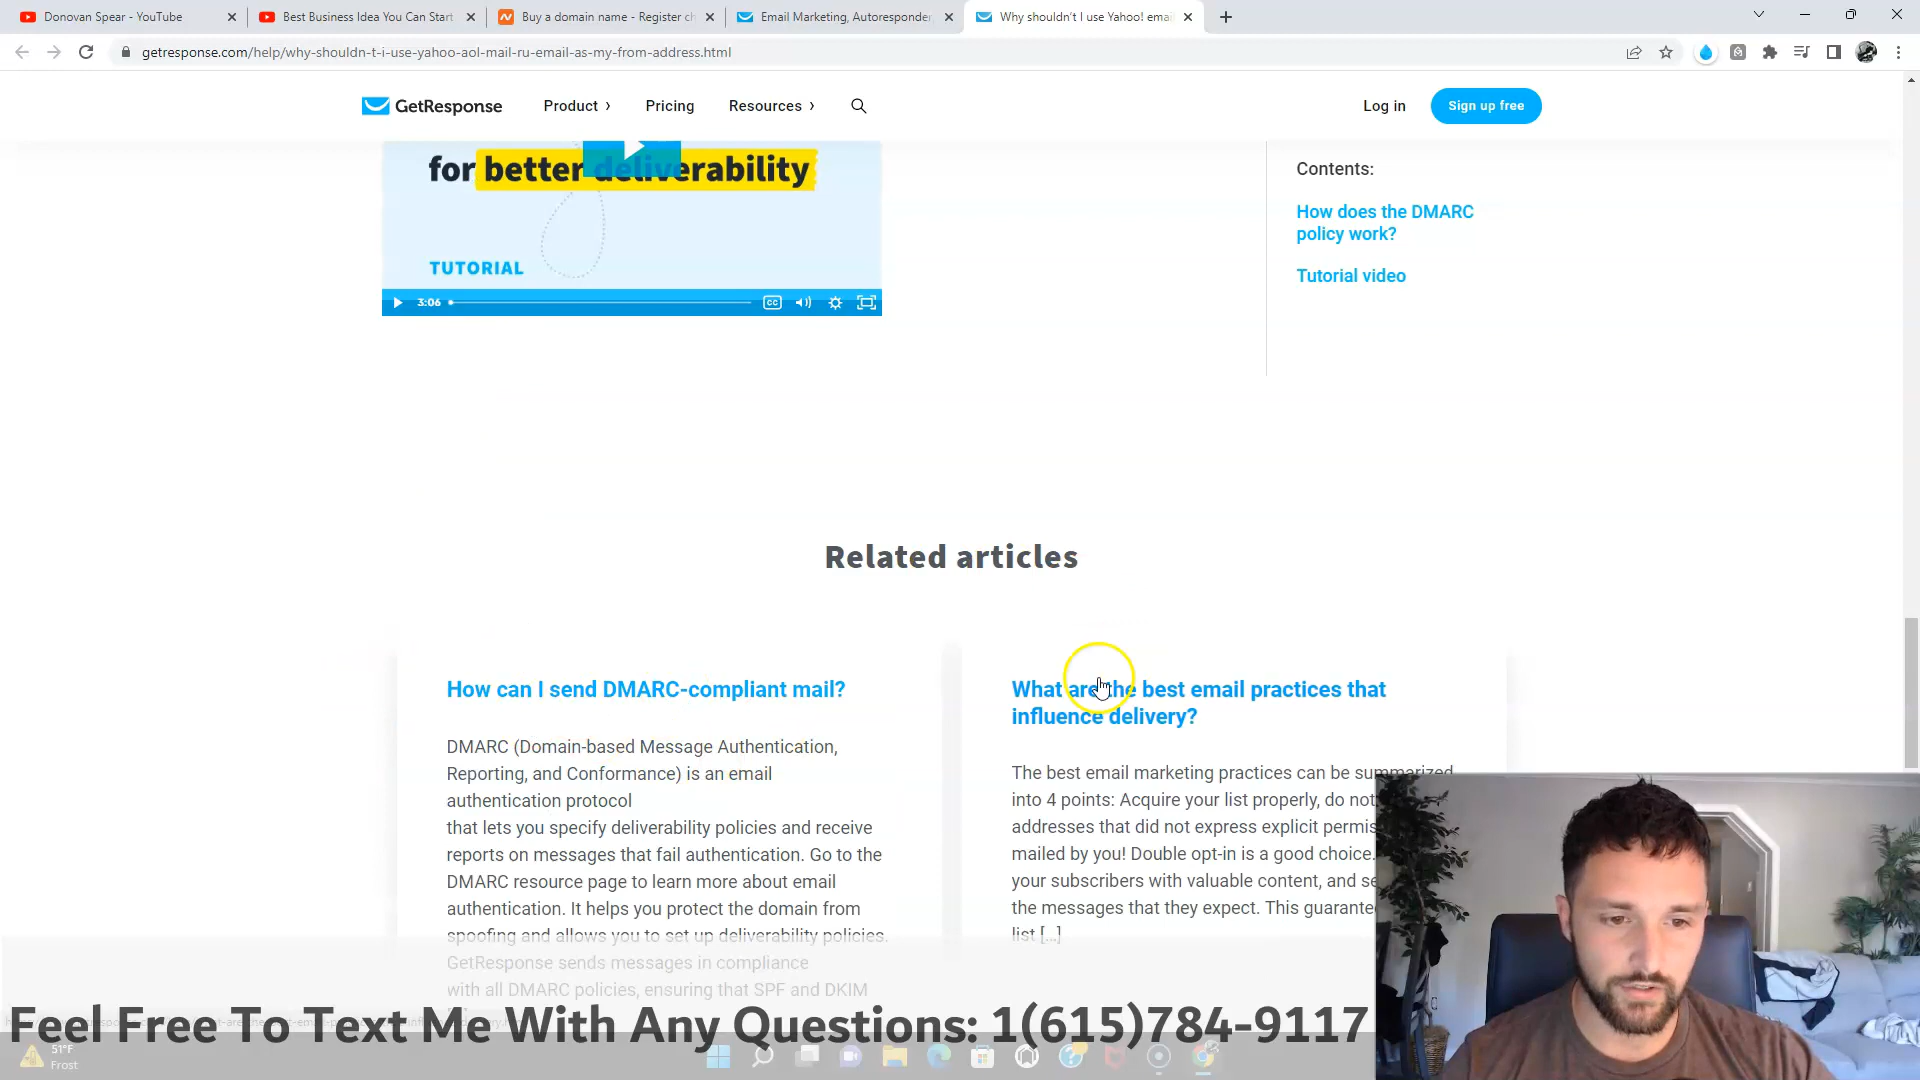 Donovan Spear - YouTube
Best Business Idea You Can Start
Buy a domain name - Register ch
Email Marketing, Autoresponder
Why shouldn't I use Yahoo! emai
getresponse.com/help/why-shouldn-t-i-use-yahoo-aol-mail-ru-email-as-my-from-address.html
GetResponse
Product
Pricing
Resources
Log in
Sign up free
for better deliverability
TUTORIAL
3:06
CC
Contents:
How does the DMARC
policy work?
Tutorial video
Related articles
How can I send DMARC-compliant mail?
DMARC (Domain-based Message Authentication,
Reporting, and Conformance) is an email
authentication protocol
that lets you specify deliverability policies and receive
reports on messages that fail authentication. Go to the
DMARC resource page to learn more about email
authentication. It helps you protect the domain from
spoofing and allows you to set up deliverability policies.
GetResponse sends messages in compliance
with all DMARC policies, ensuring that SPF and DKIM
What are the best email practices that
influence delivery?
The best email marketing practices can be summarized
into 4 points: Acquire your list properly, do not
addresses that did not express explicit permis
mailed by you! Double opt-in is a good choice.
your subscribers with valuable content, and se
the messages that they expect. This guarante
list [...]
Feel Free To Text Me With Any Questions: 1(615)784-9117
51°F
Frost